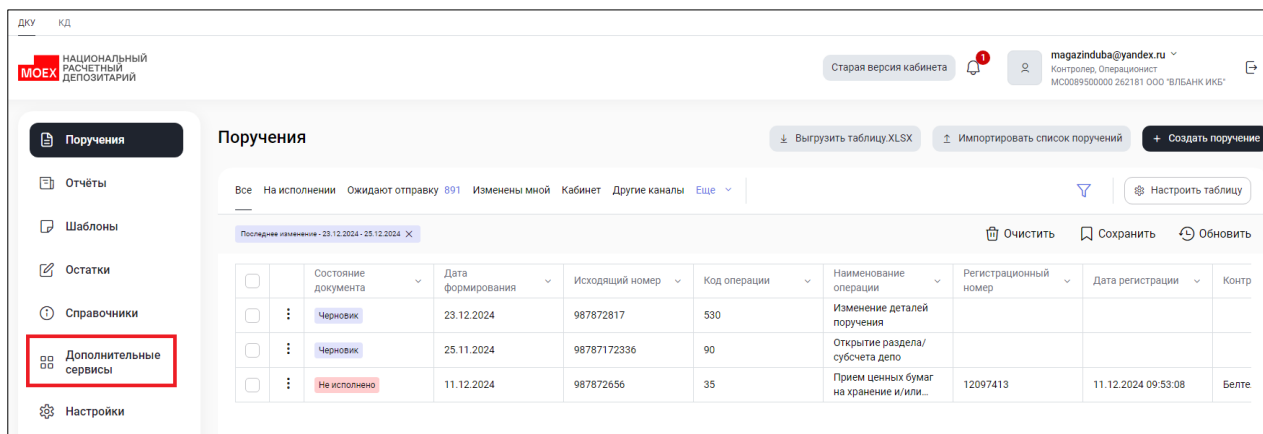 ДКУ КД
MOEX НАЦИОНАЛЬНЫЙ РАСЧЕТНЫЙ ДЕПОЗИТАРИЙ
Старая версия кабинета
1
magazinduba@yandex.ru
Контролер, Операционист
МС0089500000 262181 ООО "ВЛБАНК ИКБ"
Поручения
Отчёты
Шаблоны
Остатки
Справочники
Дополнительные
сервисы
Настройки
Поручения
Выгрузить таблицу.XLSX Импортировать список поручений + Создать поручение
Все На исполнении Ожидают отправку 891 Изменены мной Кабинет Другие каналы Еще Настроить таблицу
Последнее изменение - 23.12.2024 - 25.12.2024 Очистить Сохранить Обновить
Состояние документа Дата формирования Исходящий номер Код операции Наименование операции Регистрационный номер Дата регистрации Контр
Черновик 23.12.2024 987872817 530 Изменение деталей поручения
Черновик 25.11.2024 98787172336 90 Открытие раздела/ субсчета депо
Не исполнено 11.12.2024 987872656 35 Прием ценных бумаг на хранение и/или... 12097413 11.12.2024 09:53:08 Белте.